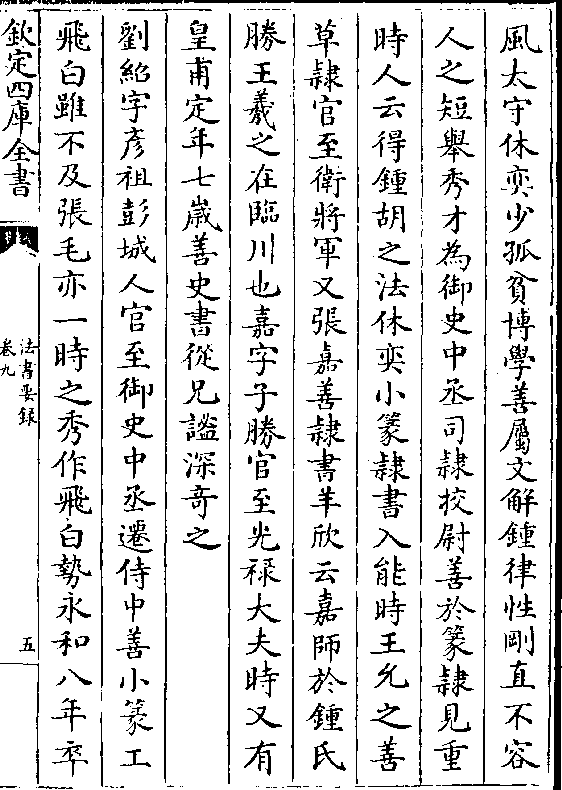 風太守休奕少孤貧博學善屬文解鍾律性剛直不容
人之短舉秀才為御史中丞司隷挍尉善於篆隷見重
時人云得鍾胡之法休奕小篆隷書入能時王允之善
草隷官至衛將軍又張嘉善隷書羊欣云嘉師於鍾氏
勝王羲之在臨川也嘉字子勝官至光禄大夫時又有
皇甫定年七歲善史書從兄謐深奇之
劉紹字彥祖彭城人官至御史中丞遷侍中善小篆工
飛白雖不及張毛亦一時之秀作飛白勢永和八年卒
欽定四庫全書
法書要録
卷九
五